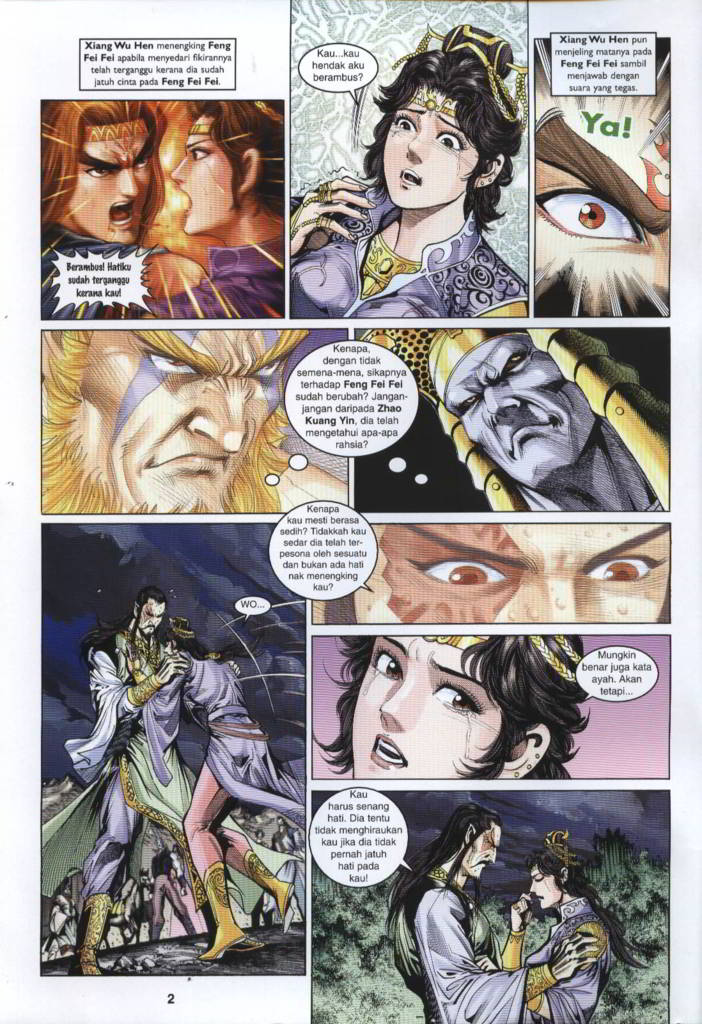 Xiang Wu Hen menengking Feng
Fei Fei apabila menyedari fikirannya
telah terganggu kerana dia sudah
jatuh cinta pada Feng Fei Fei.
Berambus! Hatiku
sudah terganggu
kerana kau!
Kau...kau
hendak aku
berambus?
Xiang Wu Hen pun
menjeling matanya pada
Feng Fei Fei sambil
menjawab dengan
suara yang tegas.
Ya!
Kenapa,
dengan tidak
semena-mena, sikapnya
terhadap Feng Fei Fei
sudah berubah? Jangan-
jangan daripada Zhao
Kuang Yin, dia telah
mengetahui apa-apa
rahsia?
WO...
Kenapa
kau mesti berasa
sedih? Tidakkah kau
sedar dia telah ter-
pesona oleh sesuatu
dan bukan ada hati
nak menengking
kau?
Mungkin
benar juga kata
ayah. Akan
tetapi...
Kau
harus senang
hati. Dia tentu
tidak menghiraukan
kau jika dia tidak
pernah jatuh
hati pada
kau!
2